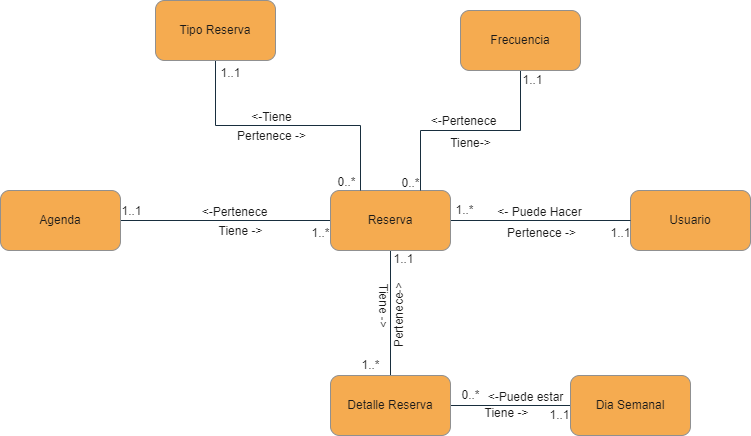 Tipo Reserva
Frecuencia
1..1
1..1
<-Tiene
Pertenece ->
<-Pertenece
Tiene->
0..*
0..*
Agenda
1..1
<-Pertenece
Tiene ->
1..*
Reserva
1..*
<- Puede Hacer
Pertenece ->
1..1
Usuario
1..1
Tiene ->
Pertenece<-
1..*
Detalle Reserva
0..*
<-Puede estar
Tiene ->
1..1
Dia Semanal